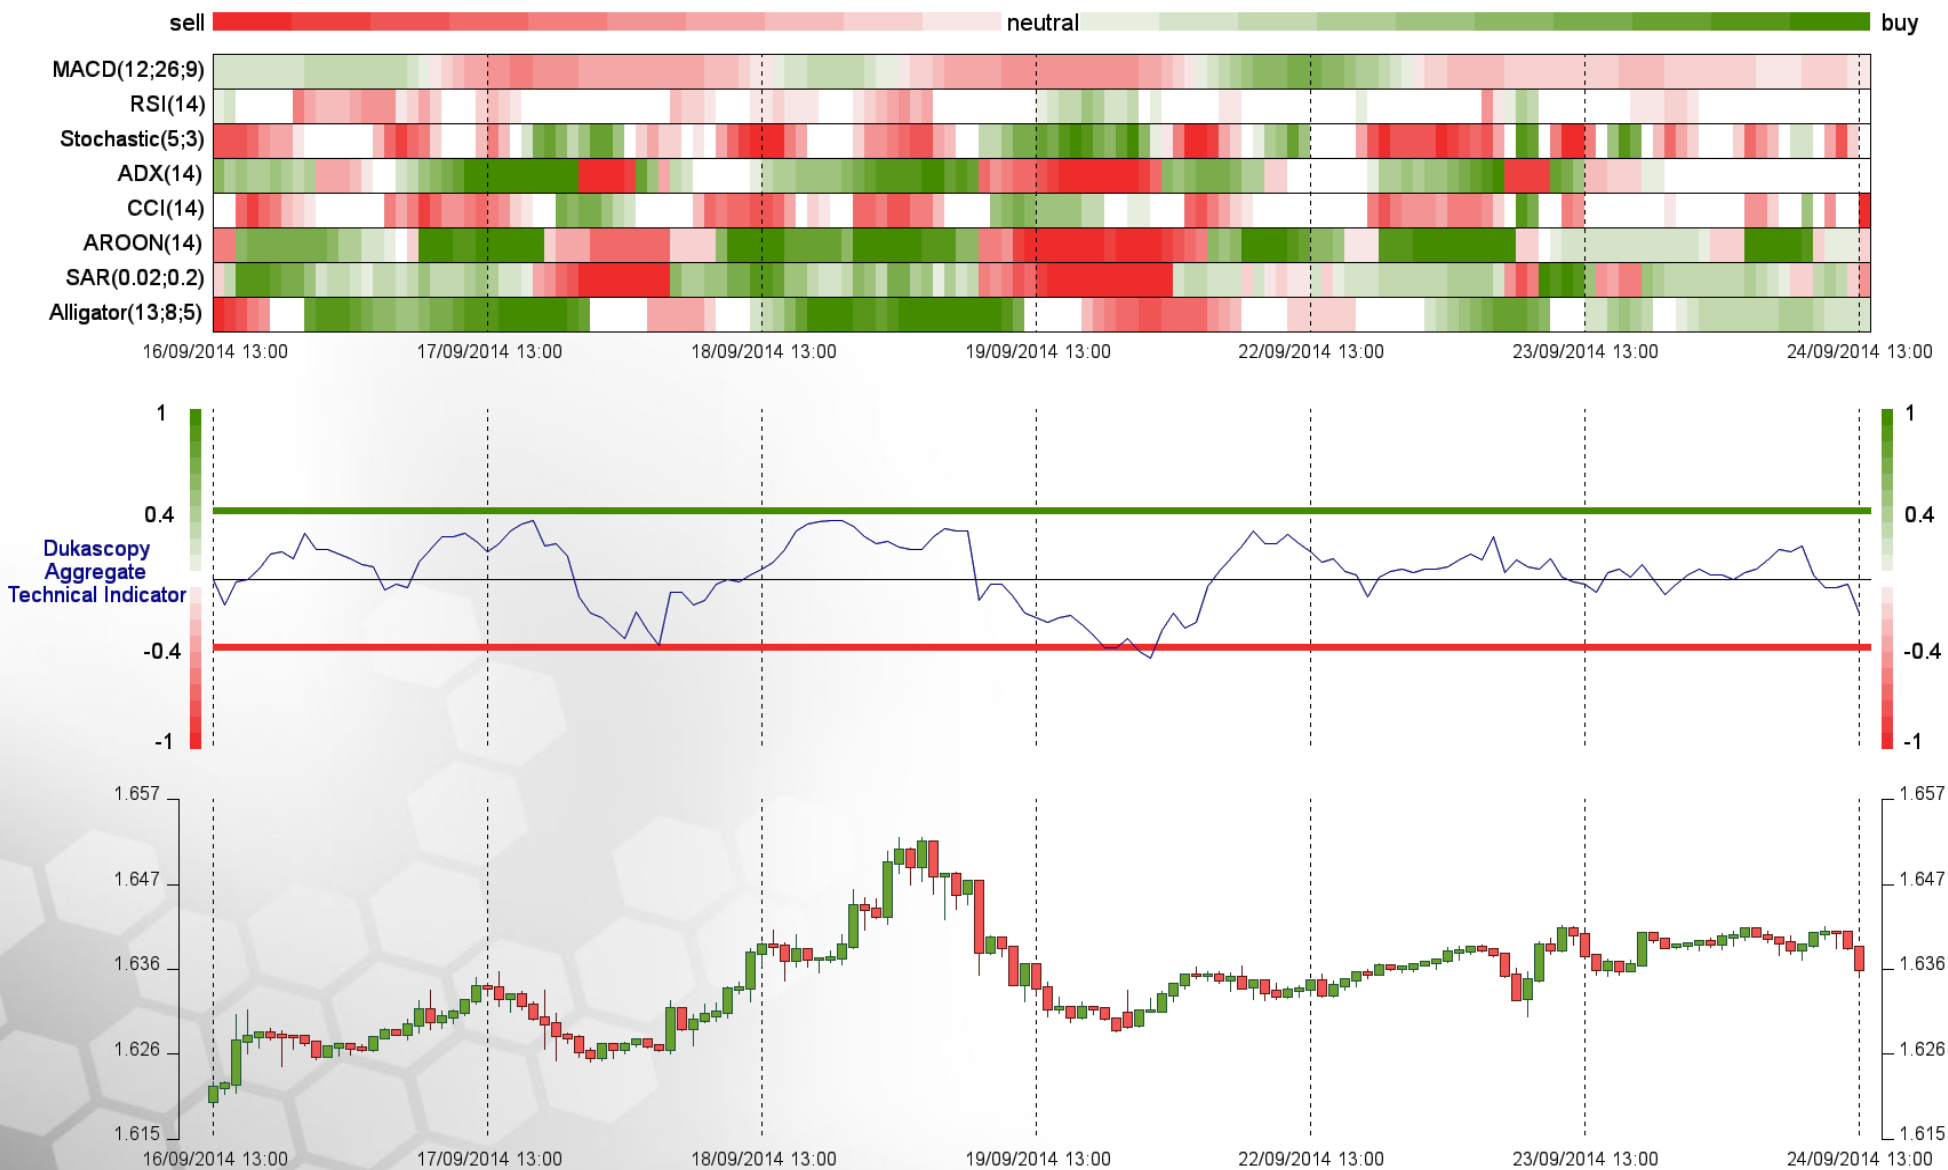 sell neutral buy
MACD(12;26;9)
RSI(14)
Stochastic(5;3)
ADX(14)
CCI(14)
AROON(14)
SAR(0.02;0.2)
Alligator(13;8;5)
16/09/2014 13:00 17/09/2014 13:00 18/09/2014 13:00 19/09/2014 13:00 22/09/2014 13:00 23/09/2014 13:00 24/09/2014 13:00
1 1
0.4 0.4
Dukascopy
Aggregate
Technical Indicator
-0.4 -0.4
-1 -1
1.657 1.657
1.647 1.647
1.636 1.636
1.626 1.626
1.615 1.615
16/09/2014 13:00 17/09/2014 13:00 18/09/2014 13:00 19/09/2014 13:00 22/09/2014 13:00 23/09/2014 13:00 24/09/2014 13:00